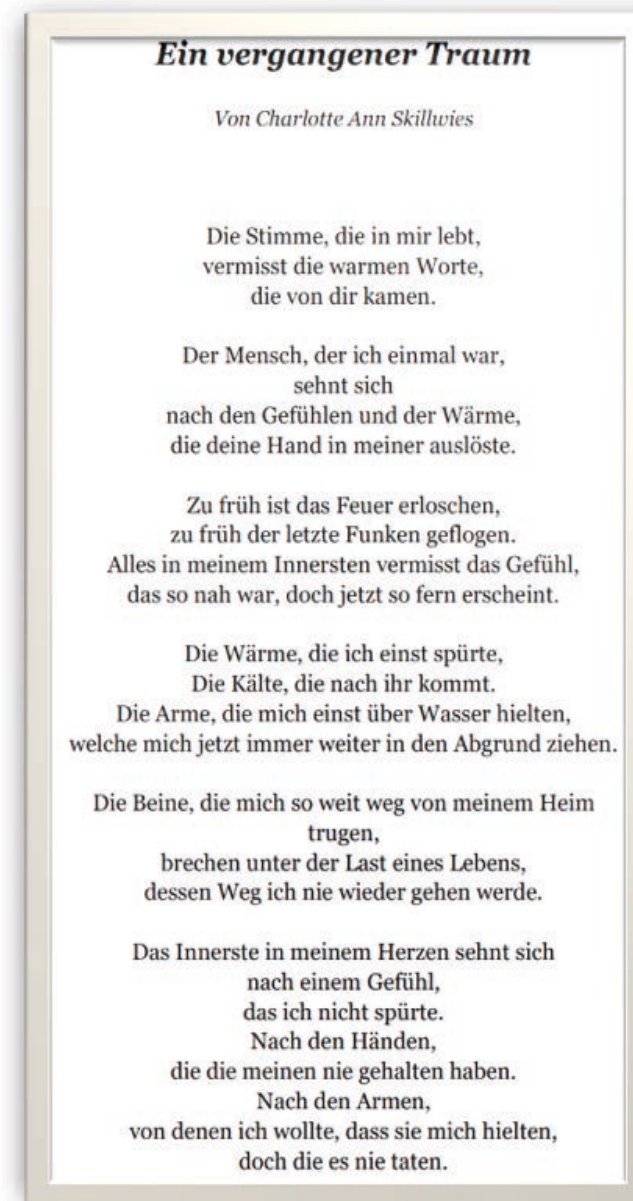 Ein vergangener Traum
Von Charlotte Ann Skillwies
Die Stimme, die in mir lebt,
vermisst die warmen Worte,
die von dir kamen.
Der Mensch, der ich einmal war,
sehnt sich
nach den Gefühlen und der Wärme,
die deine Hand in meiner auslöste.
Zu früh ist das Feuer erloschen,
zu früh der letzte Funken geflogen.
Alles in meinem Innersten vermisst das Gefühl,
das so nah war, doch jetzt so fern erscheint.
Die Wärme, die ich einst spürte,
Die Kälte, die nach ihr kommt.
Die Arme, die mich einst über Wasser hielten,
welche mich jetzt immer weiter in den Abgrund ziehen.
Die Beine, die mich so weit weg von meinem Heim
trugen,
brechen unter der Last eines Lebens,
dessen Weg ich nie wieder gehen werde.
Das Innerste in meinem Herzen sehnt sich
nach einem Gefühl,
das ich nicht spürte.
Nach den Händen,
die die meinen nie gehalten haben.
Nach den Armen,
von denen ich wollte, dass sie mich hielten,
doch die es nie taten.